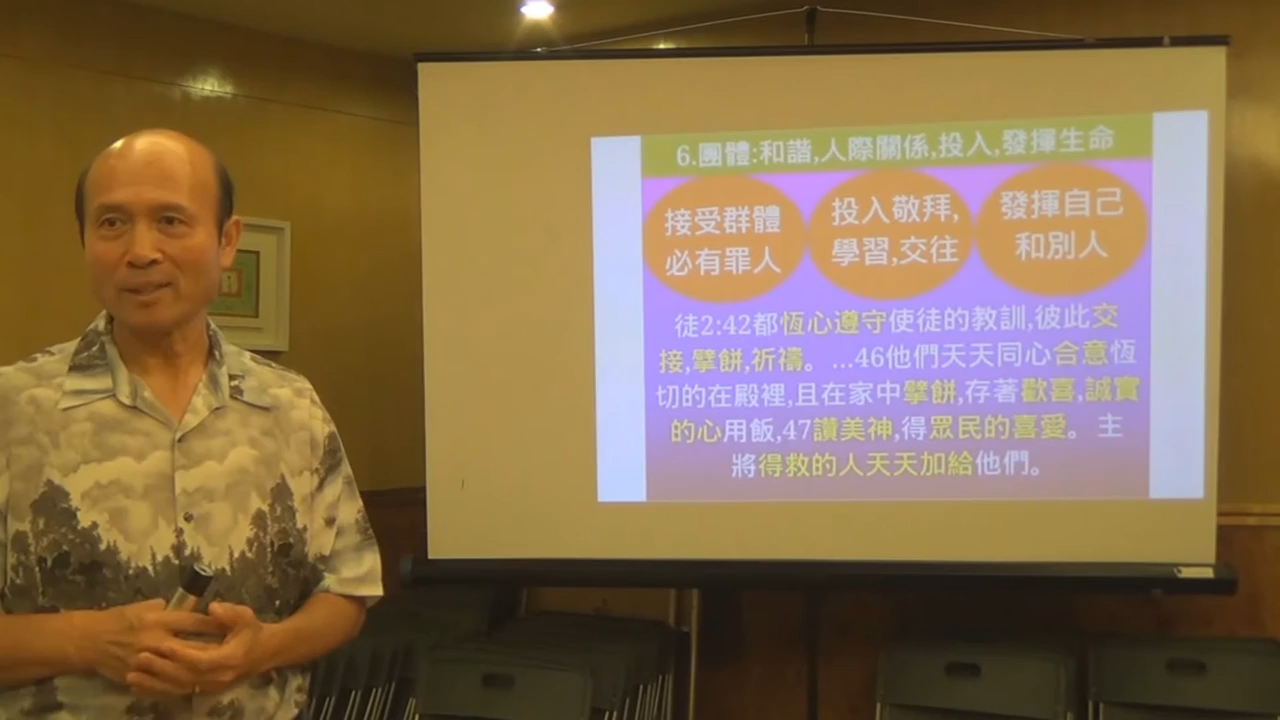 6.團體:和諧,人際關係,投入,發揮生命
接受群體
必有罪人
投入敬拜,
學習,交往
發揮自己
和別人
徒2:42都恆心遵守使徒的教訓,彼此交
接,擘餅,祈禱。…46他們天天同心合意恆
切的在殿裡,且在家中擘餅,存著歡喜,誠實
的心用飯,47讚美神,得眾民的喜愛。主
將得救的人天天加給他們。